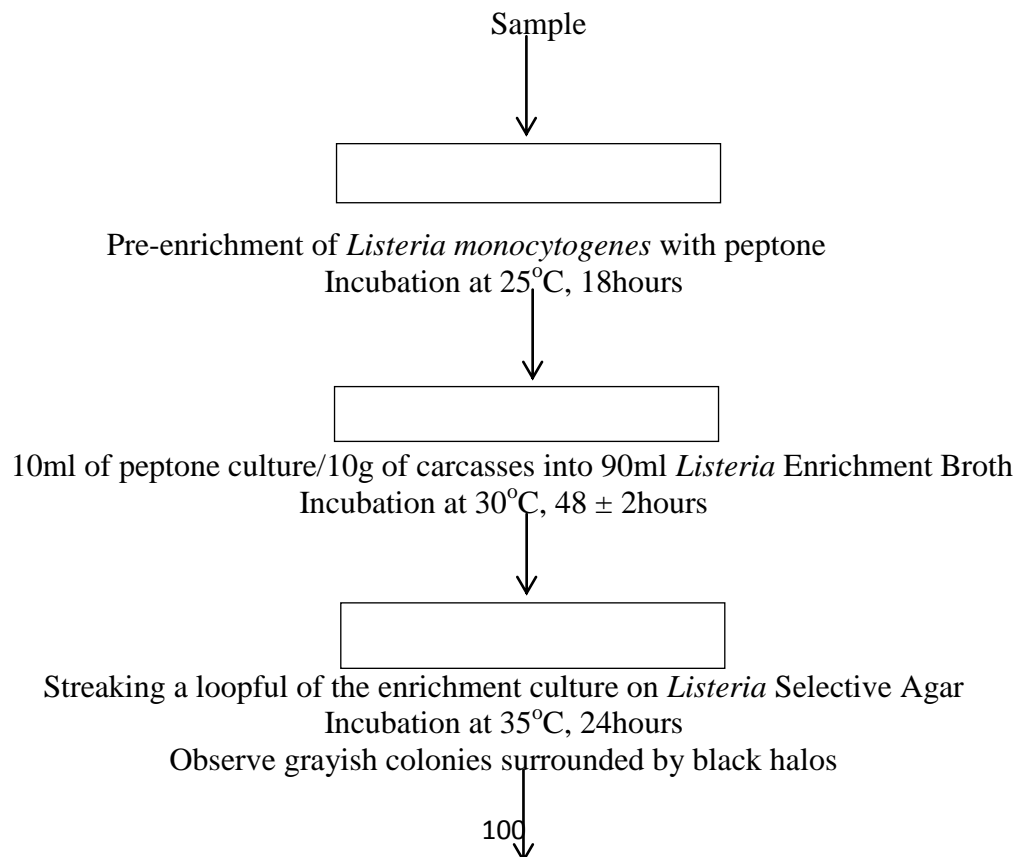 Sample
Pre-enrichment of Listeria monocytogenes with peptone
Incubation at 25°C, 18hours
10ml of peptone culture/10g of carcasses into 90ml Listeria Enrichment Broth
Incubation at 30°C, 48 ± 2hours
Streaking a loopful of the enrichment culture on Listeria Selective Agar
Incubation at 35°C, 24hours
Observe grayish colonies surrounded by black halos
100